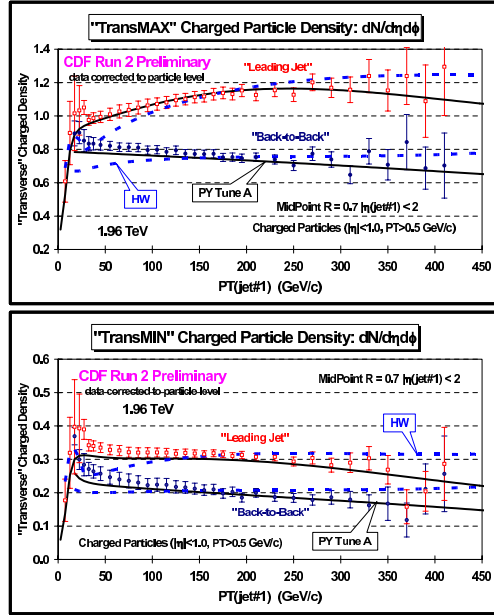 "TransMAX" Charged Particle Density: dN/dηdφ
1.4
1.2
1.0
0.8
0.6
0.4
0.2
"Transverse" Charged Density
CDF Run 2 Preliminary
data corrected to particle level
"Leading Jet"
"Back-to-Back"
HW
PY Tune A
1.96 TeV
MidPoint R = 0.7 |η(jet#1) < 2
Charged Particles (|η|<1.0, PT>0.5 GeV/c)
0 50 100 150 200 250 300 350 400 450
PT(jet#1) (GeV/c)
"TransMIN" Charged Particle Density: dN/dηdφ
0.6
0.5
0.4
0.3
0.2
0.1
0.0
"Transverse" Charged Density
CDF Run 2 Preliminary
data corrected to particle level
1.96 TeV
MidPoint R = 0.7 |η(jet#1) < 2
HW
"Leading Jet"
"Back-to-Back"
PY Tune A
Charged Particles (|η|<1.0, PT>0.5 GeV/c)
0 50 100 150 200 250 300 350 400 450
PT(jet#1) (GeV/c)